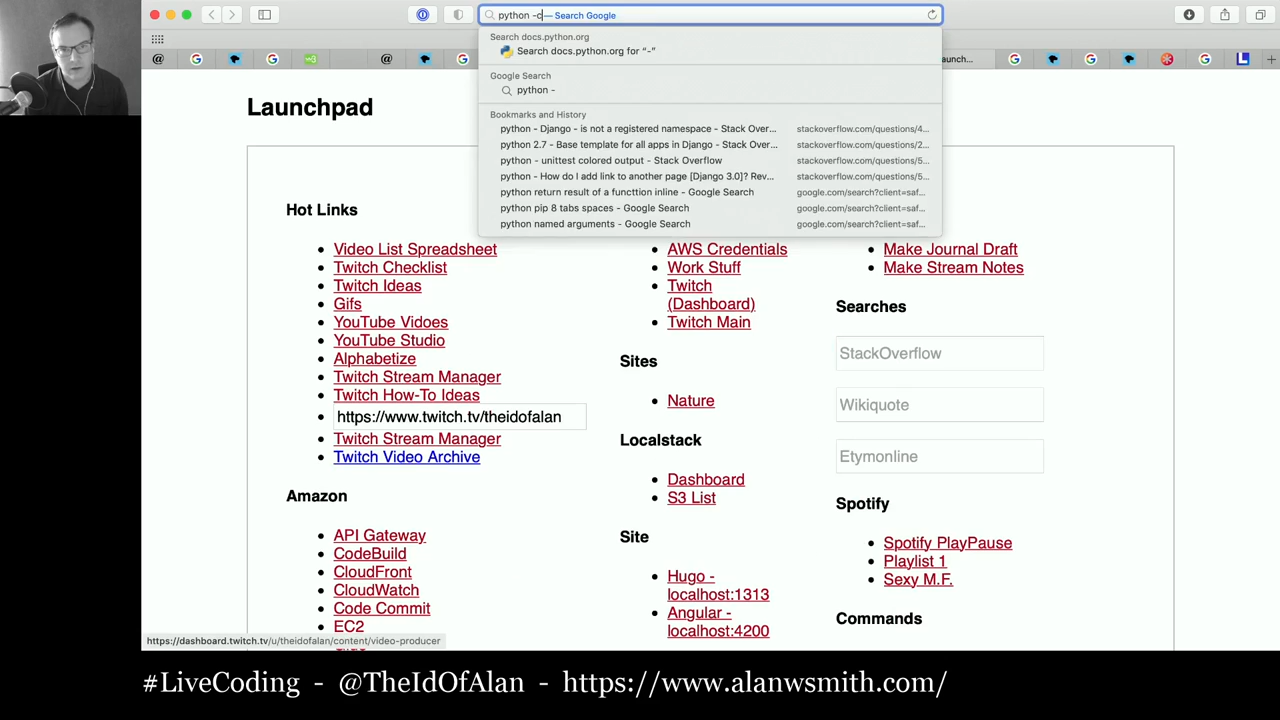 python -c — Search Google
Search docs.python.org
Search docs.python.org for “-”
Google Search
python -
Bookmarks and History
python - Django - is not a registered namespace - Stack Over... stackoverflow.com/questions/4...
python 2.7 - Base template for all apps in Django - Stack Over... stackoverflow.com/questions/2...
python - unittest colored output - Stack Overflow stackoverflow.com/questions/5...
python - How do I add link to another page [Django 3.0]? Rev... stackoverflow.com/questions/5...
python return result of a functtion inline - Google Search google.com/search?client=saf...
python pip 8 tabs spaces - Google Search google.com/search?client=saf...
python named arguments - Google Search google.com/search?client=saf...
@ G G w3 @ G aunch... G G G L
Launchpad
Hot Links
Video List Spreadsheet
Twitch Checklist
Twitch Ideas
Gifs
YouTube Vidoes
YouTube Studio
Alphabetize
Twitch Stream Manager
Twitch How-To Ideas
https://www.twitch.tv/theidofalan
Twitch Stream Manager
Twitch Video Archive
Amazon
API Gateway
CodeBuild
CloudFront
CloudWatch
Code Commit
EC2
AWS Credentials
Work Stuff
Twitch
(Dashboard)
Twitch Main
Sites
Nature
Localstack
Dashboard
S3 List
Site
Hugo -
localhost:1313
Angular -
localhost:4200
Make Journal Draft
Make Stream Notes
Searches
StackOverflow
Wikiquote
Etymonline
Spotify
Spotify PlayPause
Playlist 1
Sexy M.F.
Commands
https://dashboard.twitch.tv/u/theidofalan/content/video-producer
#LiveCoding - @TheIdOfAlan - https://www.alanwsmith.com/